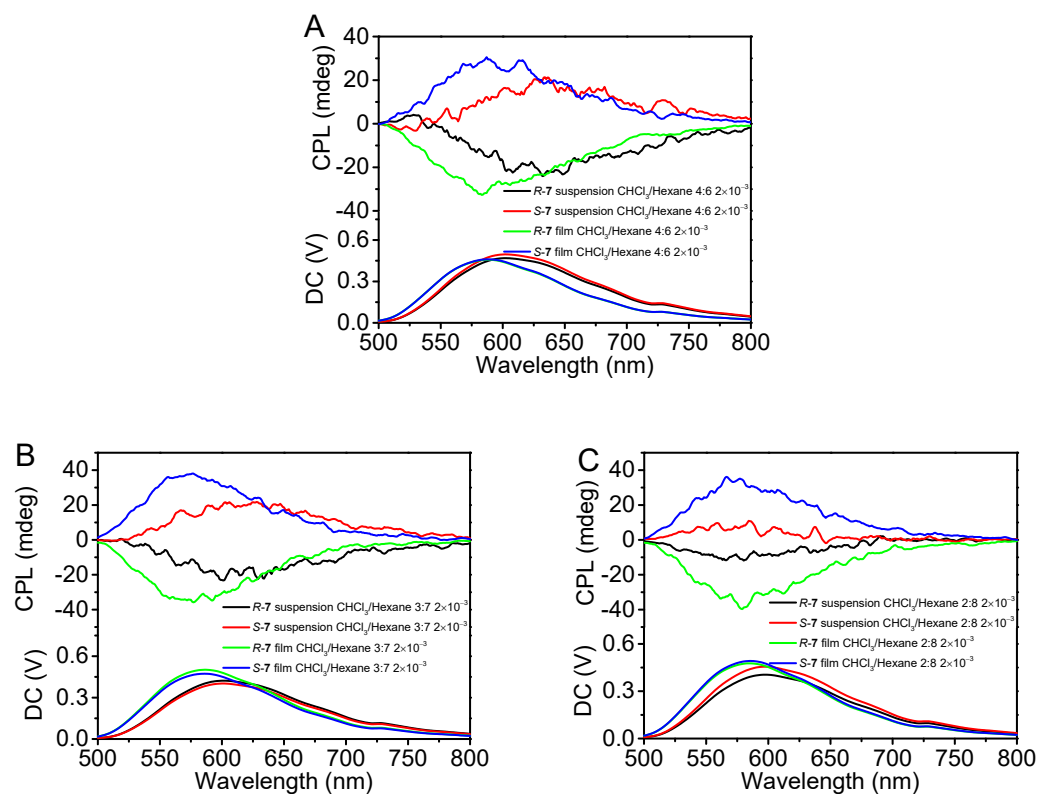 A
CPL (mdeg)
40
20
0
-20
-40
R-7 suspension CHCl₃/Hexane 4:6 2×10⁻³
S-7 suspension CHCl₃/Hexane 4:6 2×10⁻³
R-7 film CHCl₃/Hexane 4:6 2×10⁻³
S-7 film CHCl₃/Hexane 4:6 2×10⁻³
DC (V)
0.6
0.3
0.0
500 550 600 650 700 750 800
Wavelength (nm)
B
CPL (mdeg)
40
20
0
-20
-40
R-7 suspension CHCl₃/Hexane 3:7 2×10⁻³
S-7 suspension CHCl₃/Hexane 3:7 2×10⁻³
R-7 film CHCl₃/Hexane 3:7 2×10⁻³
S-7 film CHCl₃/Hexane 3:7 2×10⁻³
DC (V)
0.6
0.3
0.0
500 550 600 650 700 750 800
Wavelength (nm)
C
CPL (mdeg)
40
20
0
-20
-40
R-7 suspension CHCl₃/Hexane 2:8 2×10⁻³
S-7 suspension CHCl₃/Hexane 2:8 2×10⁻³
R-7 film CHCl₃/Hexane 2:8 2×10⁻³
S-7 film CHCl₃/Hexane 2:8 2×10⁻³
DC (V)
0.6
0.3
0.0
500 550 600 650 700 750 800
Wavelength (nm)